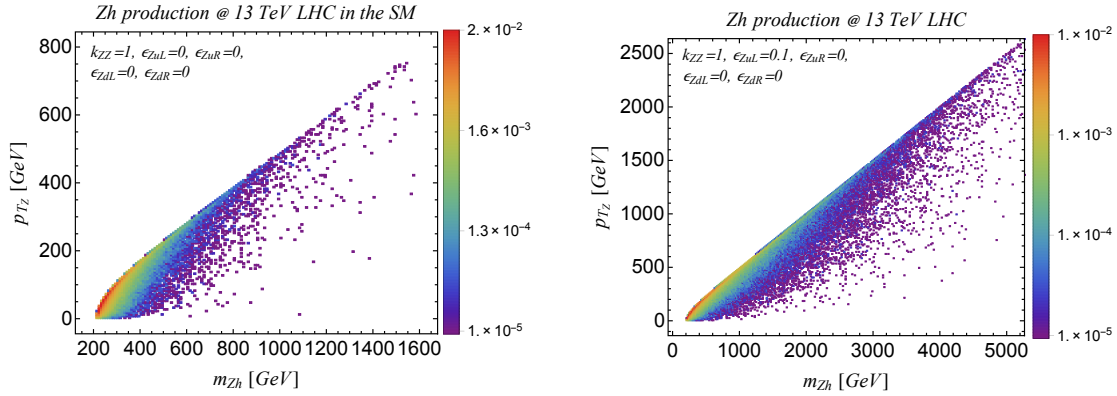 Zh production @ 13 TeV LHC in the SM
k_ZZ=1, ϵ_ZuL=0, ϵ_ZuR=0,
ϵ_ZdL=0, ϵ_ZdR=0
p_T_Z [GeV]
800
600
400
200
0
200 400 600 800 1000 1200 1400 1600
m_Zh [GeV]
2.×10⁻²
1.6×10⁻³
1.3×10⁻⁴
1.×10⁻⁵
Zh production @ 13 TeV LHC
k_ZZ=1, ϵ_ZuL=0.1, ϵ_ZuR=0,
ϵ_ZdL=0, ϵ_ZdR=0
p_T_Z [GeV]
2500
2000
1500
1000
500
0
0 1000 2000 3000 4000 5000
m_Zh [GeV]
1.×10⁻²
1.×10⁻³
1.×10⁻⁴
1.×10⁻⁵